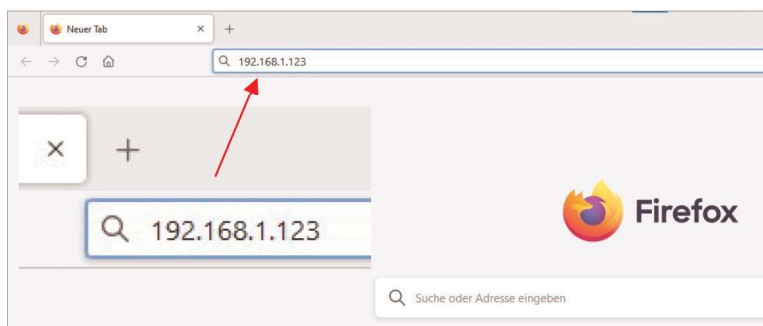 Neuer Tab
192.168.1.123
192.168.1.123
Firefox
Suche oder Adresse eingeben